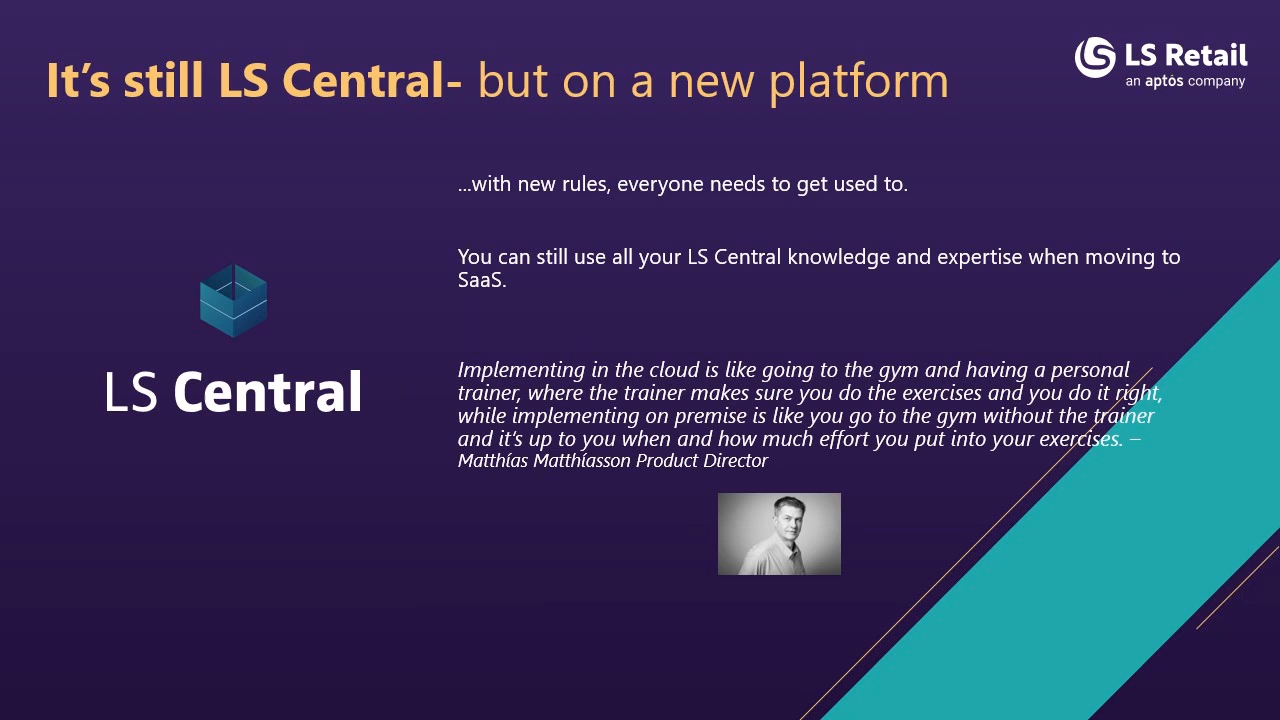 It's still LS Central- but on a new platform
LS Retail
an aptos company
...with new rules, everyone needs to get used to.
You can still use all your LS Central knowledge and expertise when moving to
SaaS.
LS Central
Implementing in the cloud is like going to the gym and having a personal
trainer, where the trainer makes sure you do the exercises and you do it right,
while implementing on premise is like you go to the gym without the trainer
and it's up to you when and how much effort you put into your exercises. –
Matthías Matthíasson Product Director